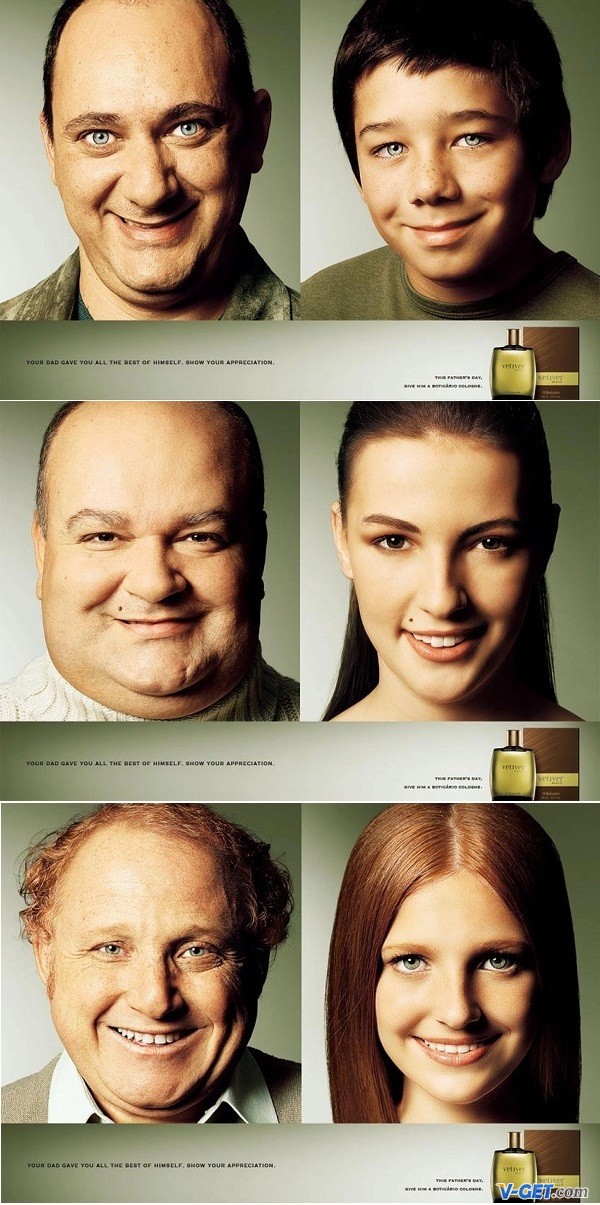 YOUR DAD GAVE YOU ALL THE BEST OF HIMSELF, SHOW YOUR APPRECIATION.
THIS FATHER'S DAY,
GIVE HIM A BOTICÁRIO COLOGNE.
vetiver
vetiver
YOUR DAD GAVE YOU ALL THE BEST OF HIMSELF, SHOW YOUR APPRECIATION.
THIS FATHER'S DAY,
GIVE HIM A BOTICÁRIO COLOGNE.
vetiver
vetiver
YOUR DAD GAVE YOU ALL THE BEST OF HIMSELF, SHOW YOUR APPRECIATION.
THIS FATHER'S DAY,
GIVE HIM A BOTICÁRIO COLOGNE.
vetiver
vetiver
V-GET.com